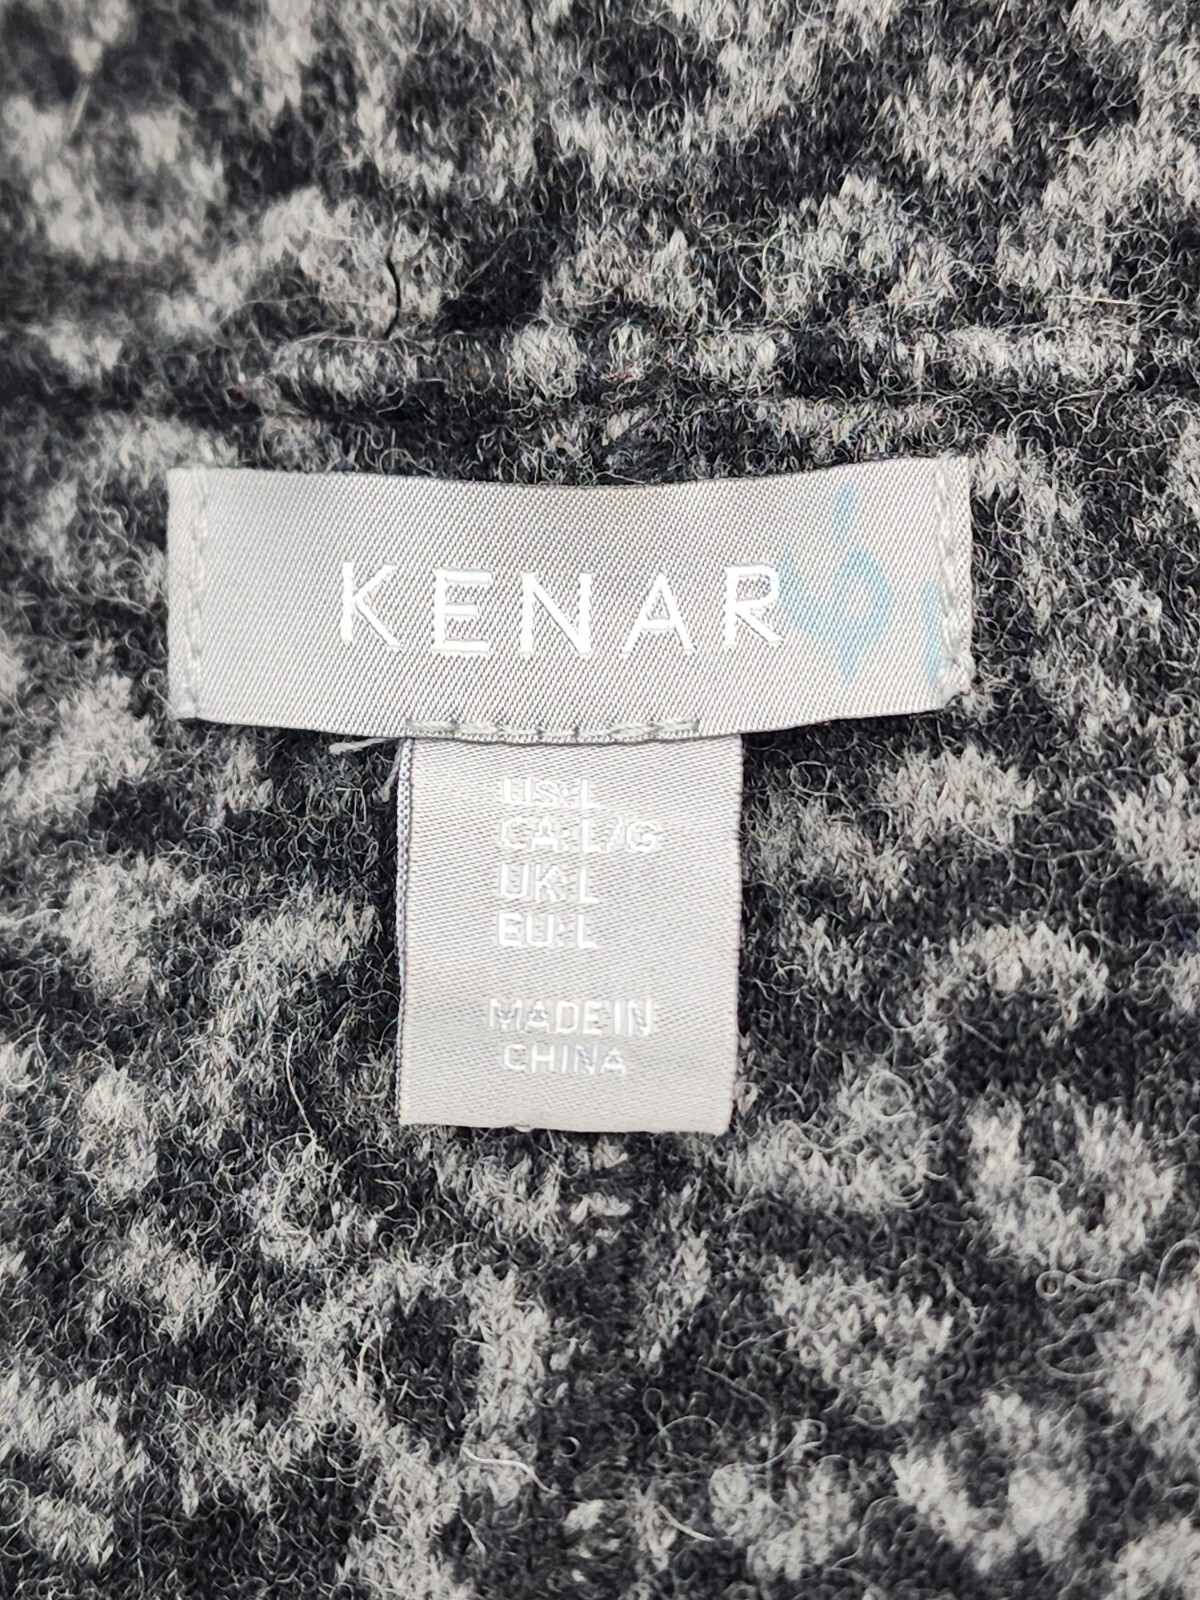 KENAR
US:L
CA:L/G
UK:L
EU:L
MADE IN
CHINA